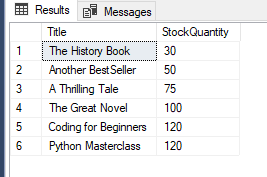 Results Messages
Title StockQuantity
1 The History Book 30
2 Another BestSeller 50
3 A Thrilling Tale 75
4 The Great Novel 100
5 Coding for Beginners 120
6 Python Masterclass 120